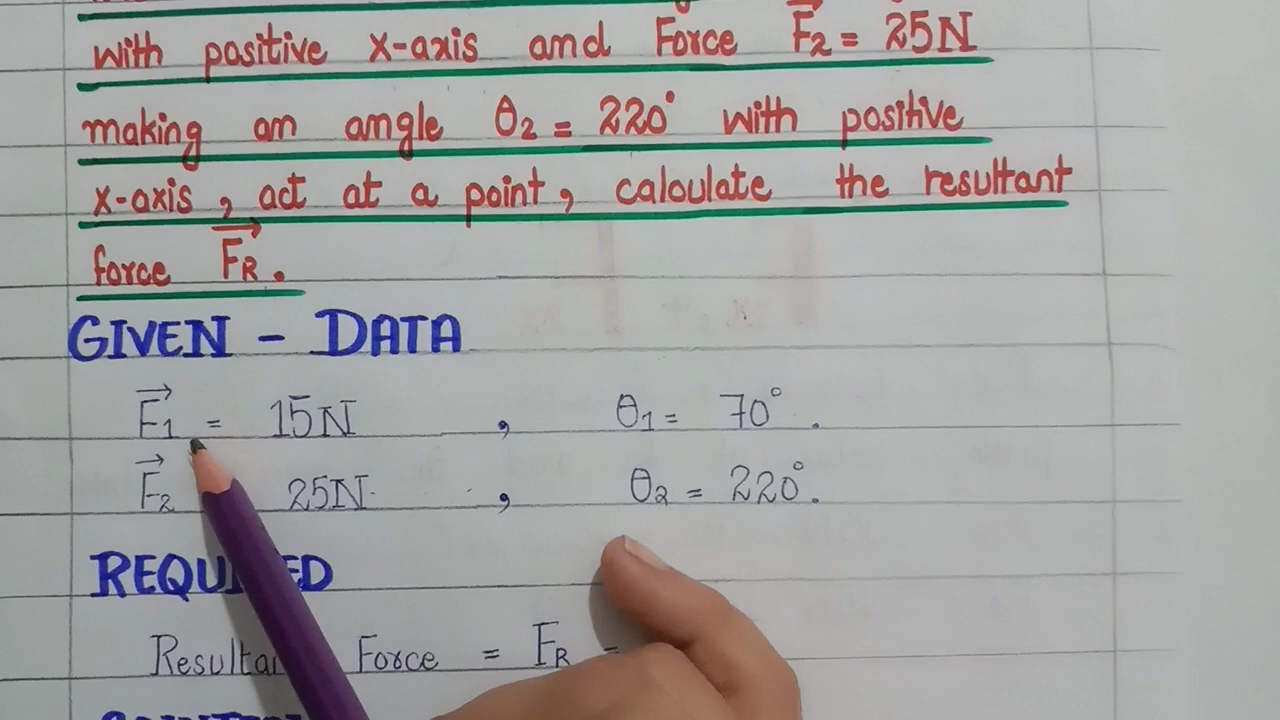 with positive x-axis and Force F₂ = 25N
making an angle θ₂ = 220° with positive
x-axis, act at a point, calculate the resultant
force F_R.
GIVEN - DATA
F₁ = 15N , θ₁ = 70°.
F₂ 25N , θ₂ = 220°.
Force = F_R =